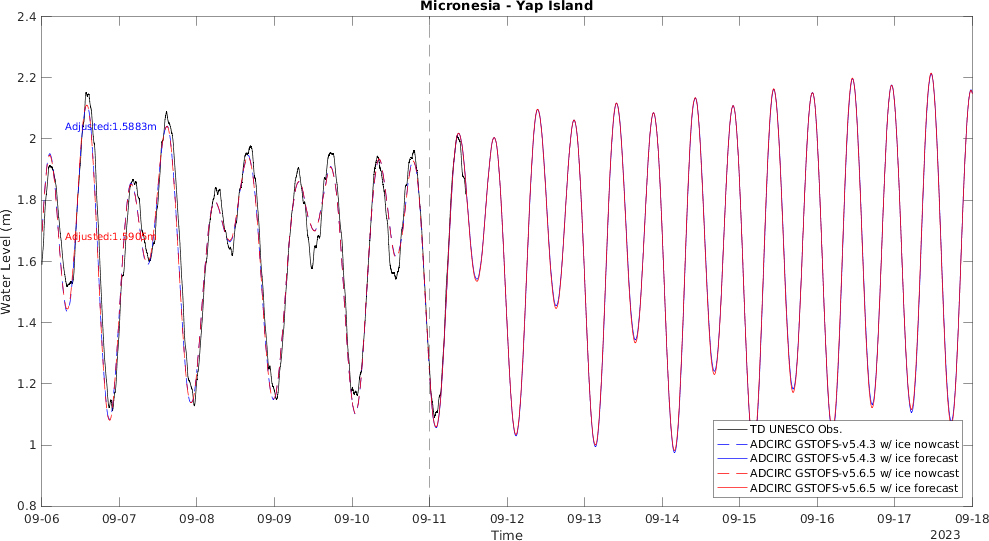 Micronesia - Yap Island
2.4
2.2
2
1.8
1.6
1.4
1.2
1
0.8
Water Level (m)
Adjusted:1.5883m
Adjusted:1.5905m
TD UNESCO Obs.
ADCIRC GSTOFS-v5.4.3 w/ ice nowcast
ADCIRC GSTOFS-v5.4.3 w/ ice forecast
ADCIRC GSTOFS-v5.6.5 w/ ice nowcast
ADCIRC GSTOFS-v5.6.5 w/ ice forecast
09-06 09-07 09-08 09-09 09-10 09-11 09-12 09-13 09-14 09-15 09-16 09-17 09-18
Time
2023